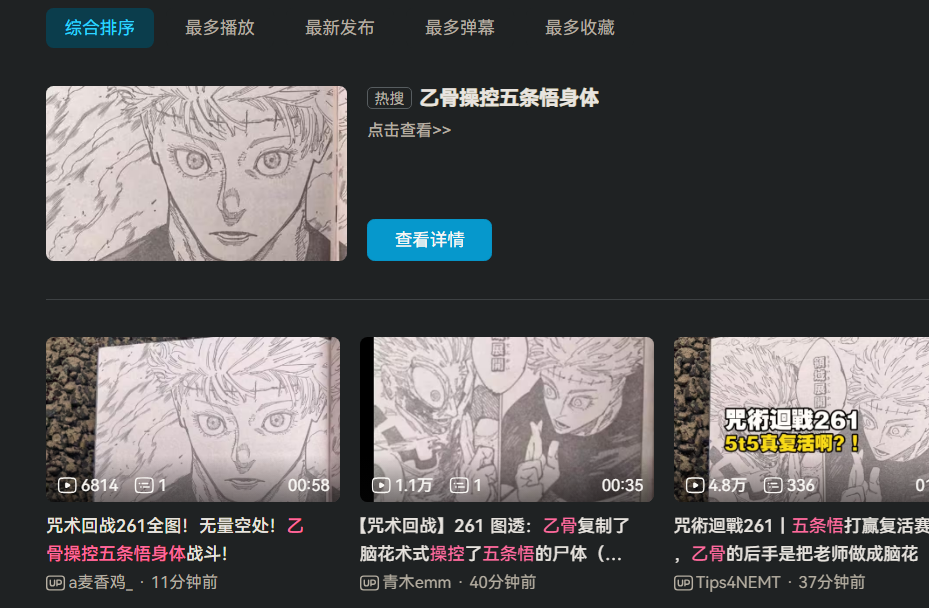 综合排序
最多播放
最新发布
最多弹幕
最多收藏
热搜 乙骨操控五条悟身体
点击查看>>
查看详情
6814 1 00:58
咒术回战261全图！无量空处！乙
骨操控五条悟身体战斗！
UP a麦香鸡_ · 11分钟前
1.1万 1 00:35
【咒术回战】261 图透：乙骨复制了
脑花术式操控了五条悟的尸体（...
UP 青木emm · 40分钟前
咒術迴戰261
5t5真复活啊？！
4.8万 336
咒術迴戰261丨五条悟打赢复活赛
，乙骨的后手是把老师做成脑花
UP Tips4NEMT · 37分钟前